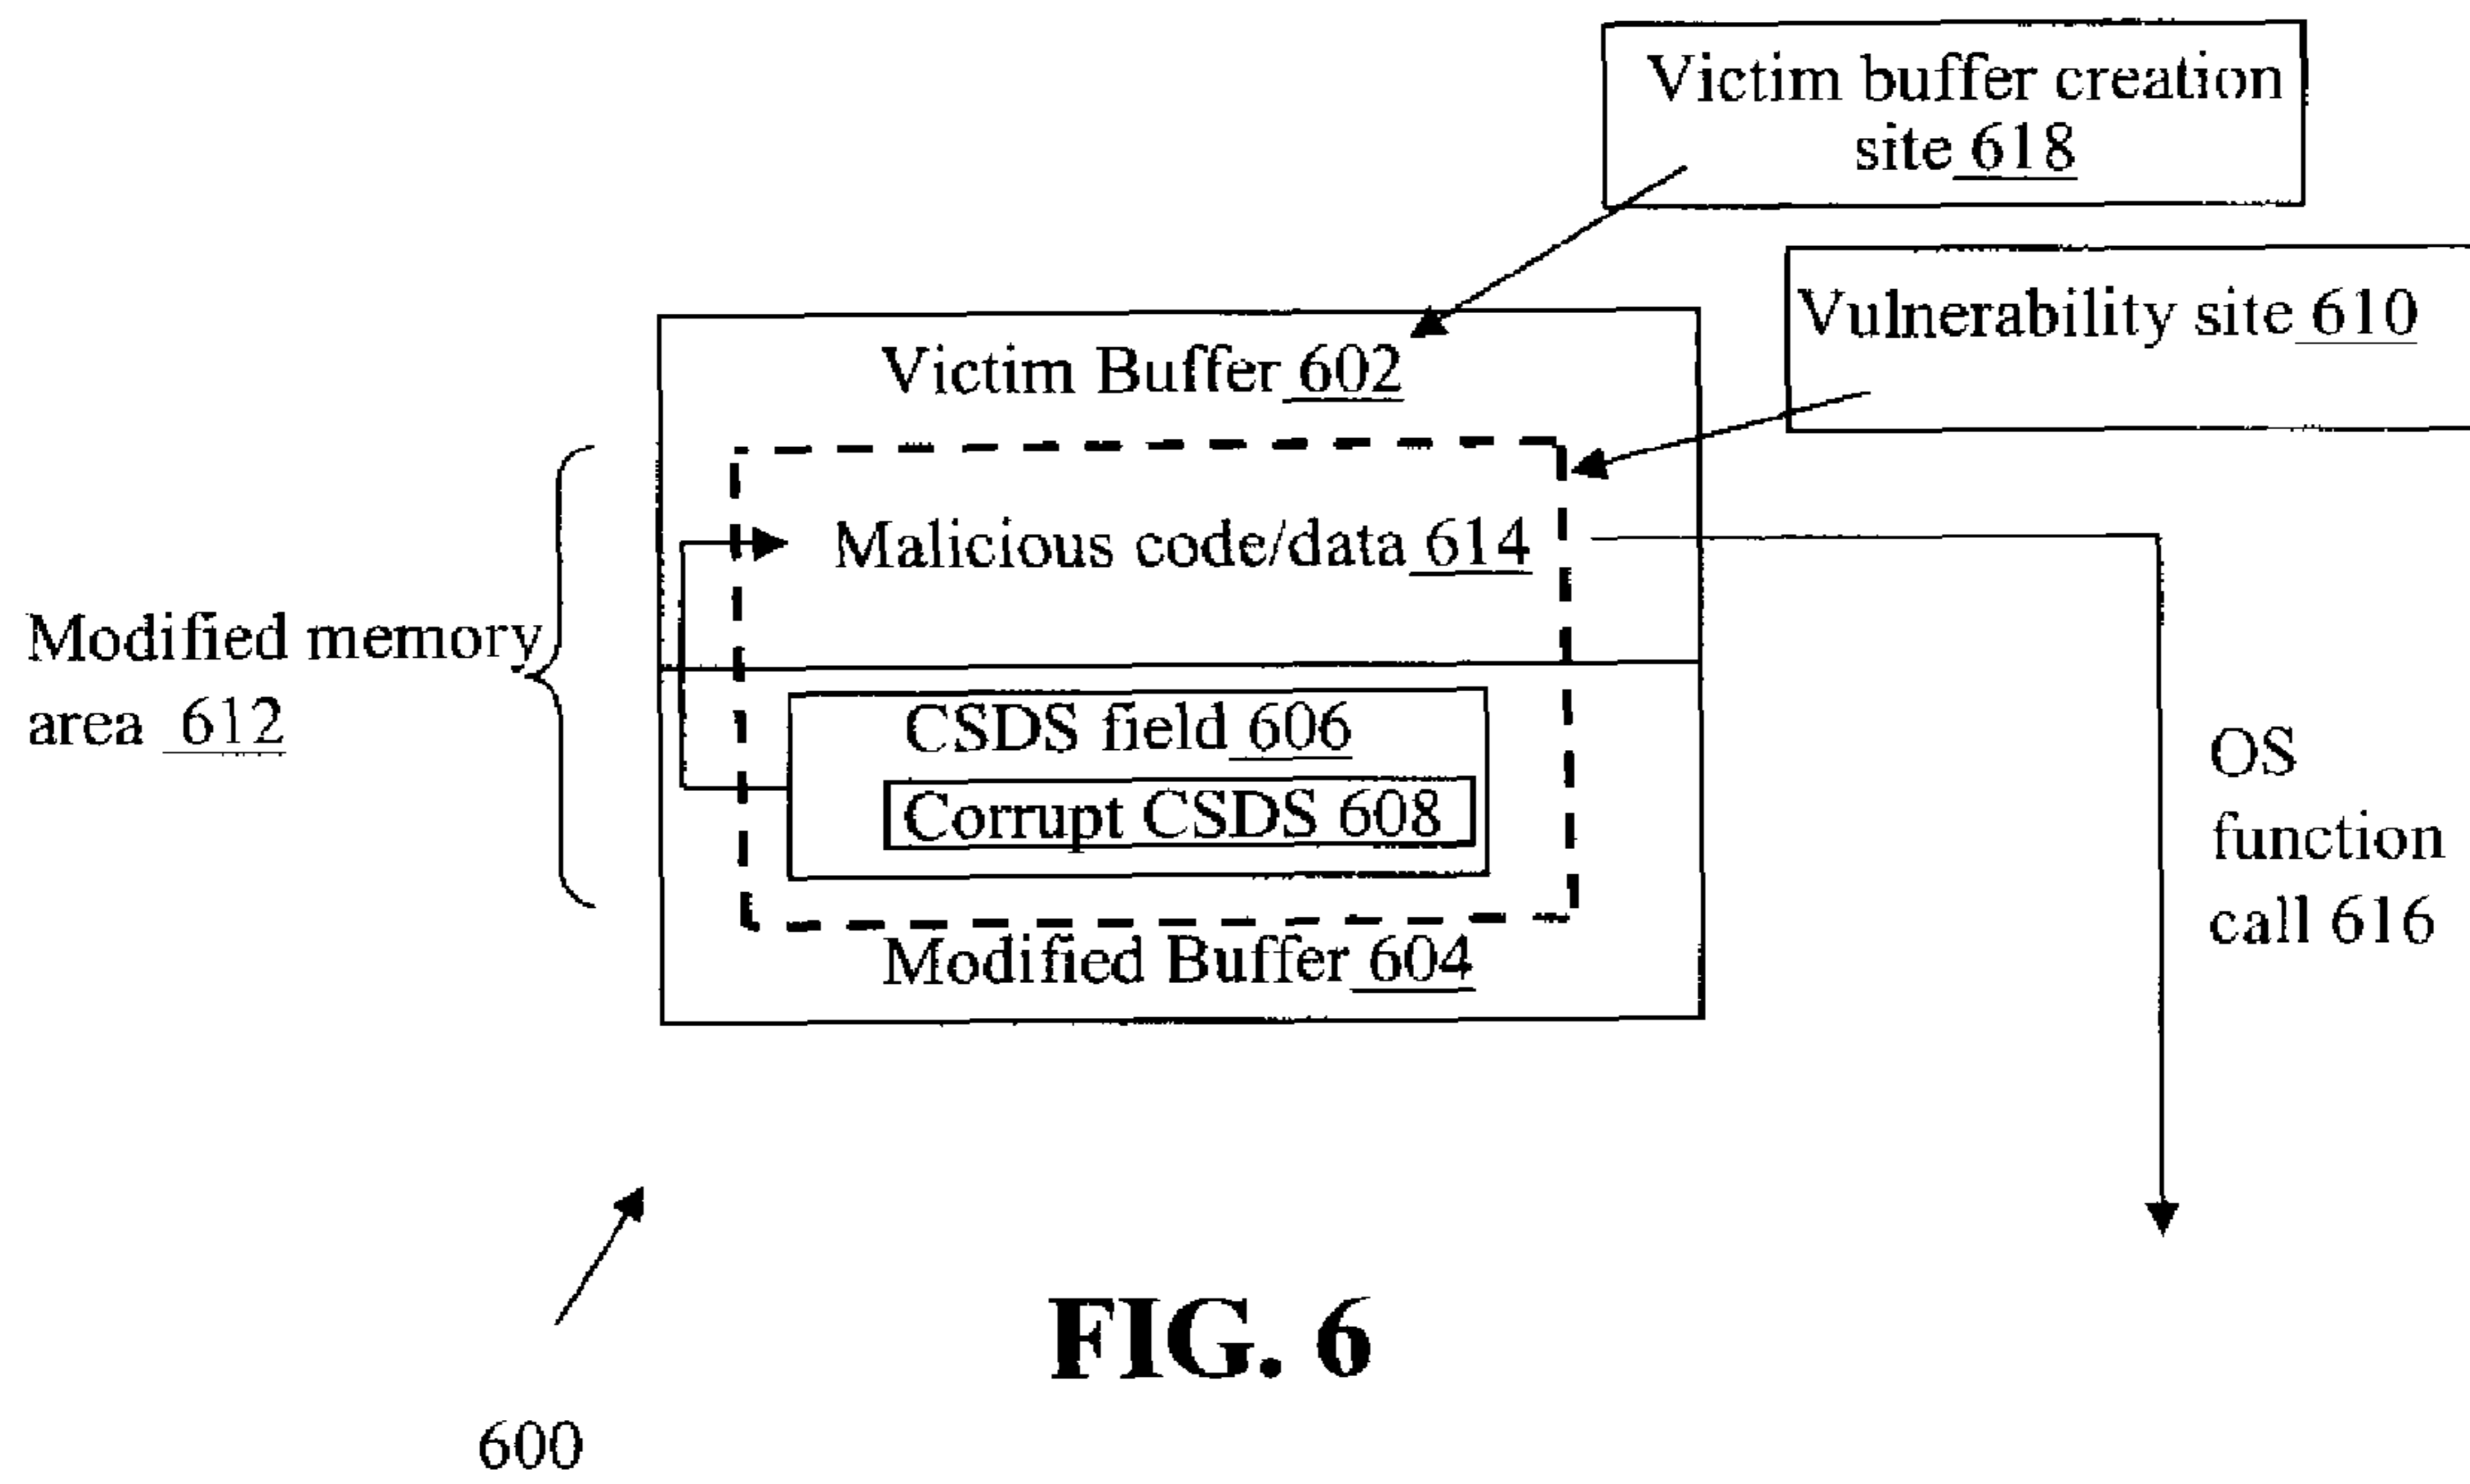 Victim buffer creation
site 618
Vulnerability site 610
Victim Buffer 602
Malicious code/data 614
Modified memory
area 612
CSDS field 606
Corrupt CSDS 608
Modified Buffer 604
OS
function
call 616
FIG. 6
600